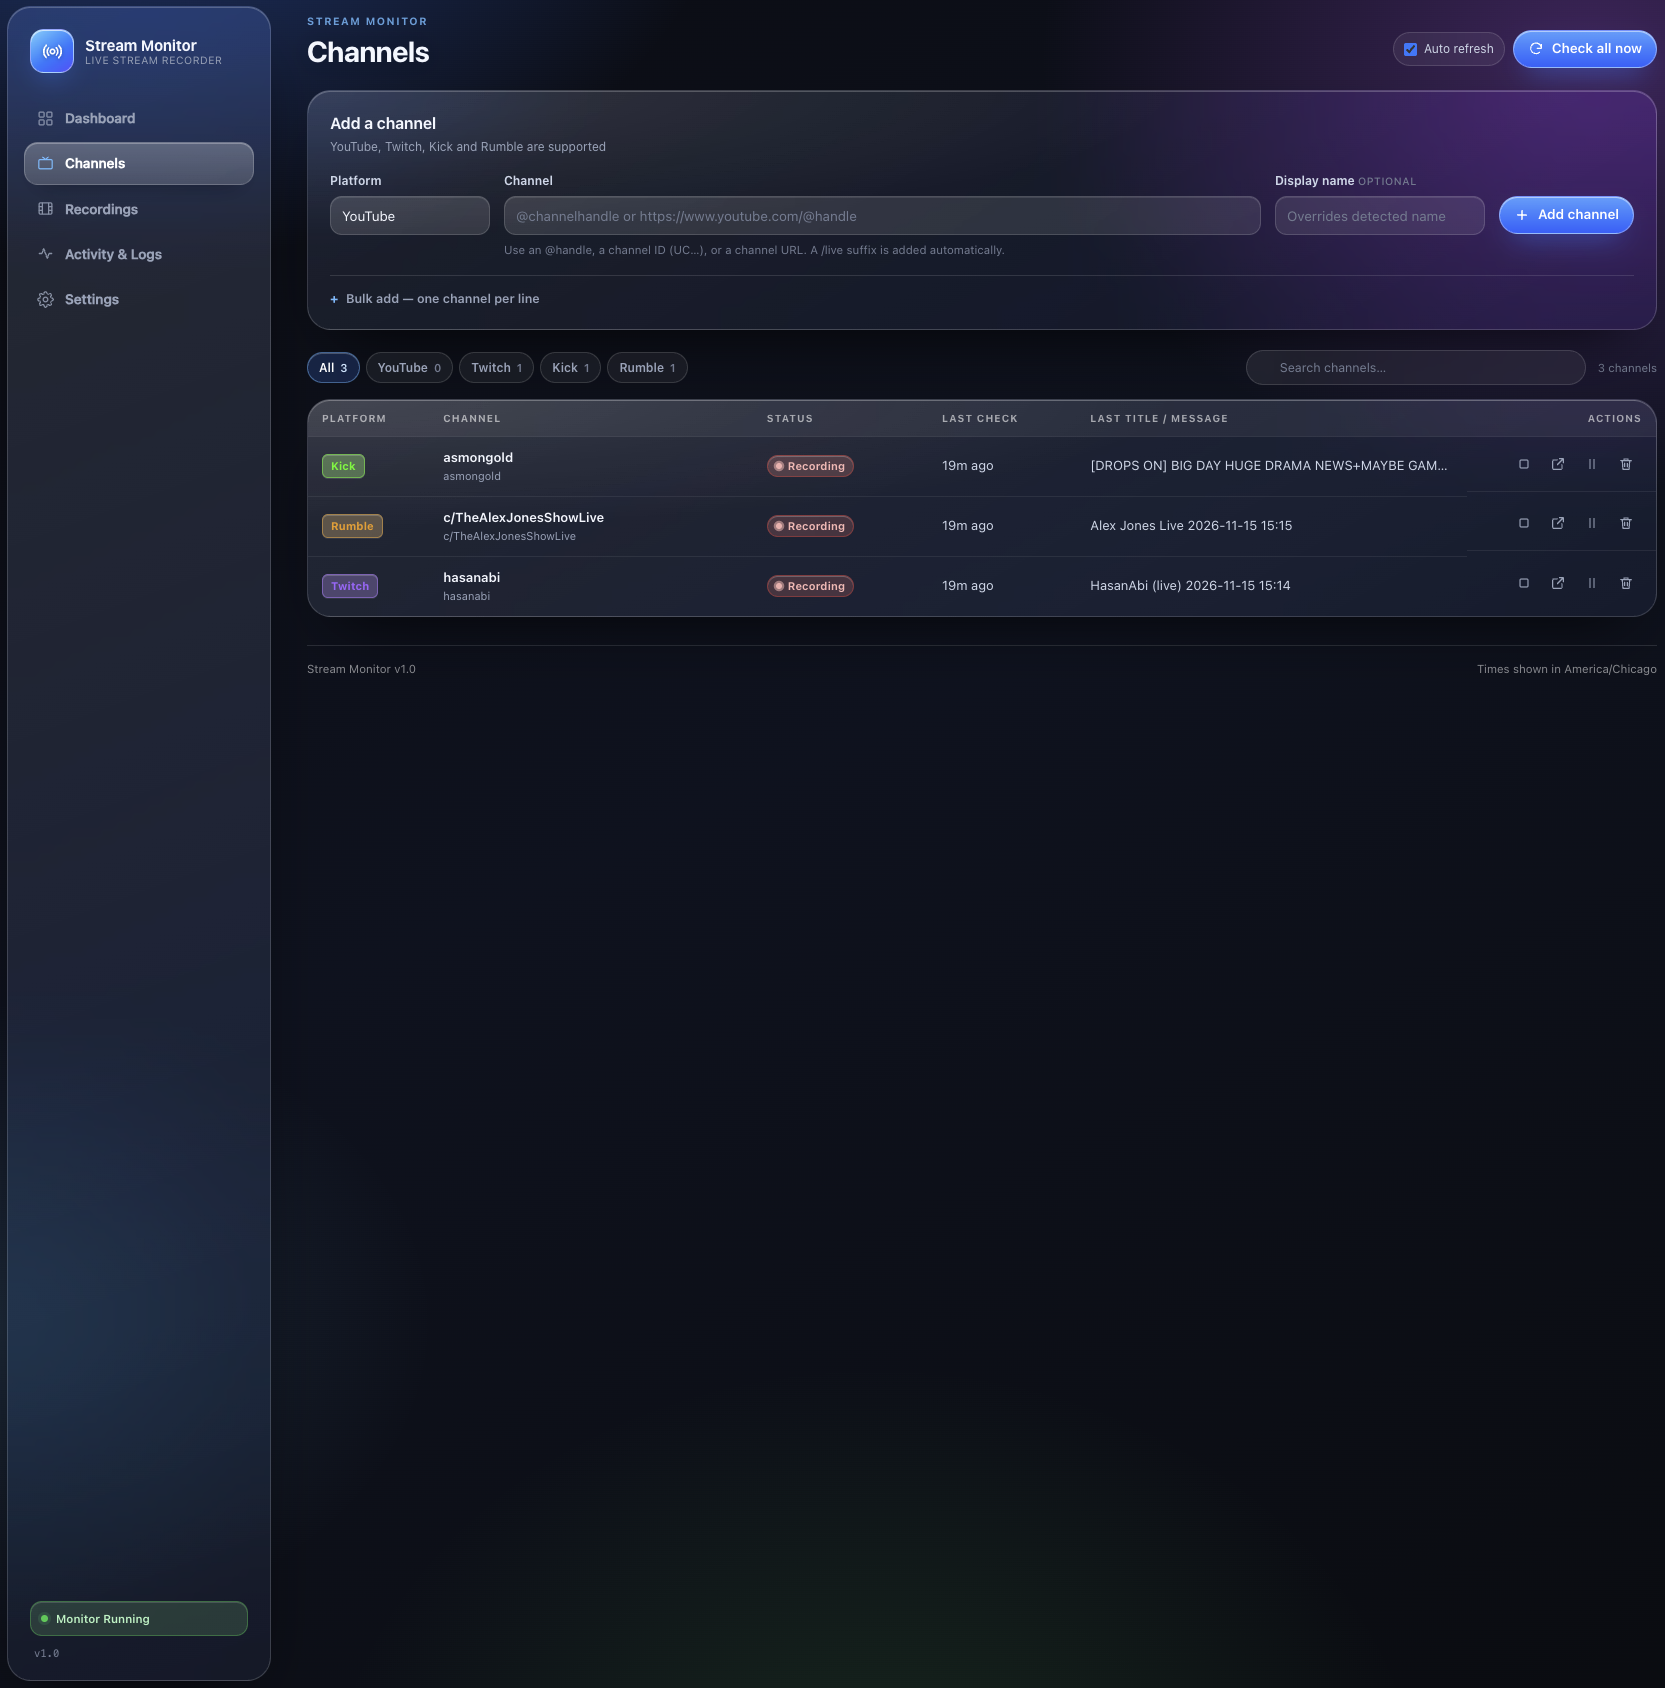 Stream Monitor
LIVE STREAM RECORDER
Dashboard
Channels
Recordings
Activity & Logs
Settings
Monitor Running
v1.0
STREAM MONITOR
Channels
Auto refresh
Check all now
Add a channel
YouTube, Twitch, Kick and Rumble are supported
Platform
Channel
Display name OPTIONAL
YouTube
@channelhandle or https://www.youtube.com/@handle
Overrides detected name
+ Add channel
Use an @handle, a channel ID (UC…), or a channel URL. A /live suffix is added automatically.
+ Bulk add — one channel per line
All 3
YouTube 0
Twitch 1
Kick 1
Rumble 1
Search channels…
3 channels
PLATFORM CHANNEL STATUS LAST CHECK LAST TITLE / MESSAGE ACTIONS
Kick asmongold Recording 19m ago [DROPS ON] BIG DAY HUGE DRAMA NEWS+MAYBE GAM…
asmongold
Rumble c/TheAlexJonesShowLive Recording 19m ago Alex Jones Live 2026-11-15 15:15
c/TheAlexJonesShowLive
Twitch hasanabi Recording 19m ago HasanAbi (live) 2026-11-15 15:14
hasanabi
Stream Monitor v1.0
Times shown in America/Chicago